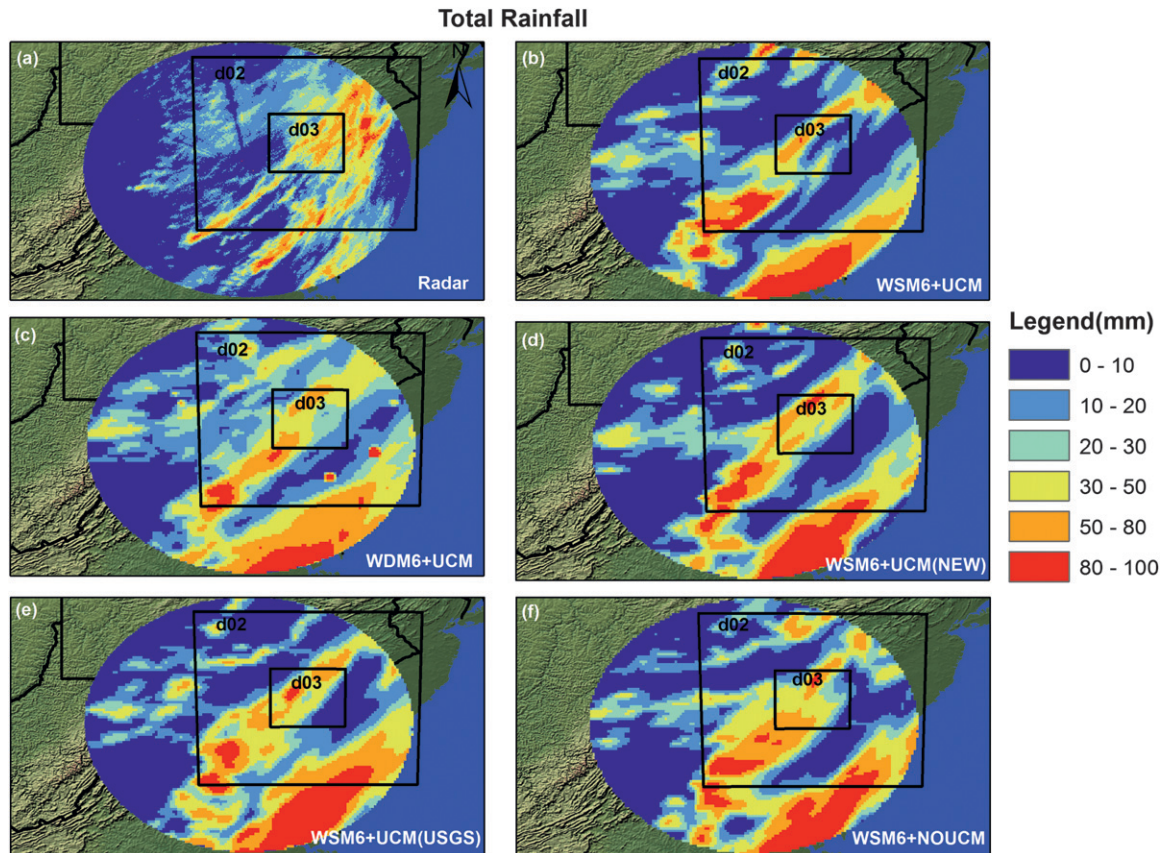 Total Rainfall
(a)
d02
N
d03
Radar
(b)
d02
d03
WSM6+UCM
(c)
d02
d03
WDM6+UCM
(d)
d02
d03
WSM6+UCM(NEW)
Legend(mm)
0 - 10
10 - 20
20 - 30
30 - 50
50 - 80
80 - 100
(e)
d02
d03
WSM6+UCM(USGS)
(f)
d02
d03
WSM6+NOUCM